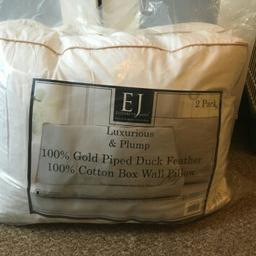 EJ
2 Pack
Luxurious
& Plump
100% Gold Piped Duck Feather
100% Cotton Box Wall Pillow